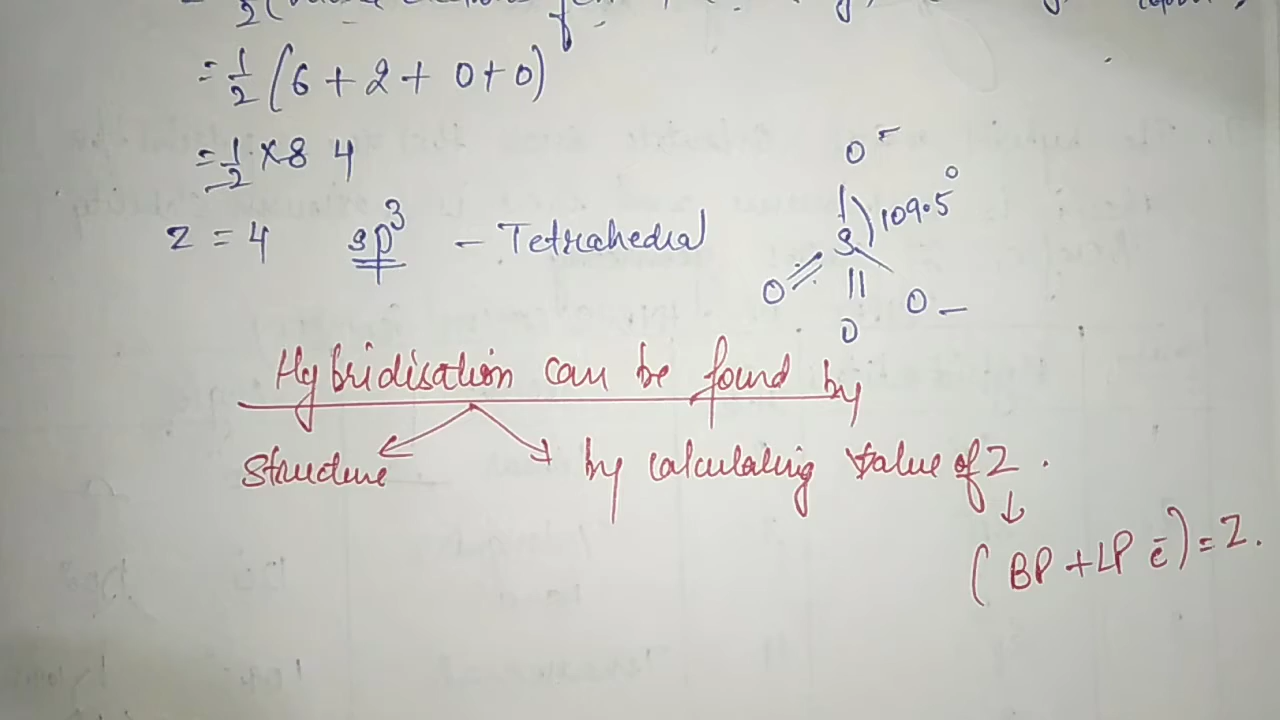 = 1/2 (6 + 2 + 0 + 0)
= 1/2 × 8 4
Z = 4 sp³ – Tetrahedral
O –
109.5°
S
O
O –
O
Hybridisation can be found by
Structure
by calculating value of Z .
(BP + LP ē) = Z.